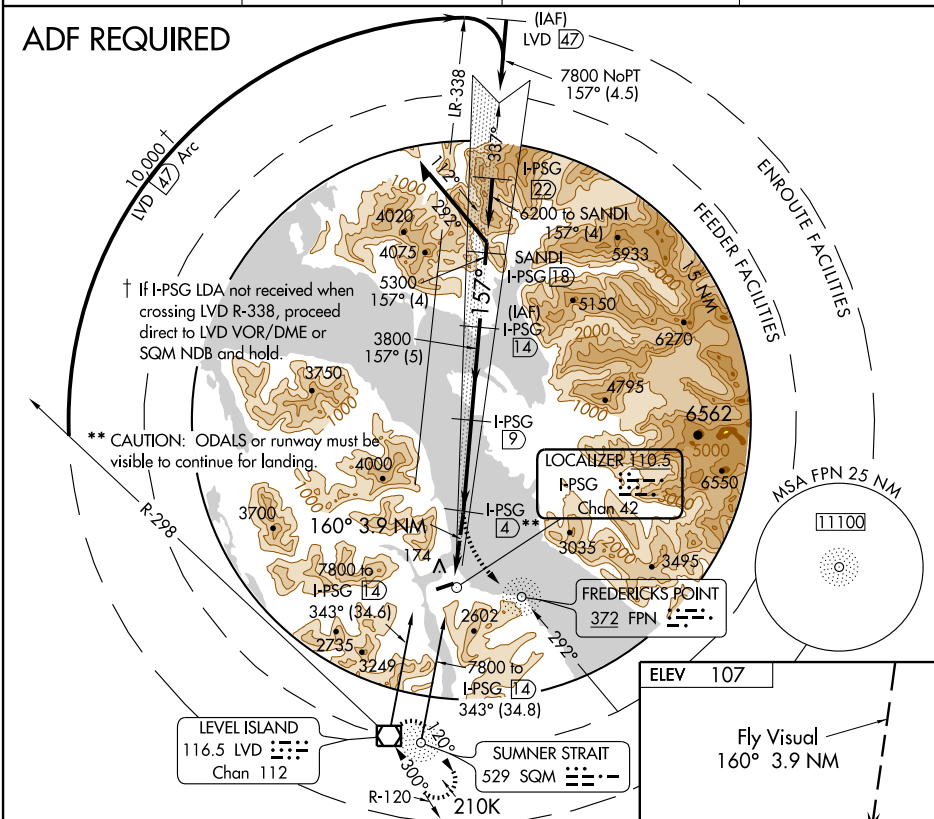 ADF REQUIRED
(IAF)
LVD 47
7800 NoPT
157° (4.5)
LR-338
10,000 †
LVD 47 Arc
337°
ENROUTE FACILITIES
FEEDER FACILITIES
15 NM
I-PSG
22
6200 to SANDI
157° (4)
112°
292°
1000
4020
4075
5933
5000
SANDI
I-PSG 18
5300
157° (4)
157°
5150
2000
6270
† If I-PSG LDA not received when
crossing LVD R-338, proceed
direct to LVD VOR/DME or
SQM NDB and hold.
(IAF)
I-PSG
14
3800
157° (5)
3750
1000
4795
1000
6562
5000
6550
I-PSG
9
** CAUTION: ODALS or runway must be
visible to continue for landing.
LOCALIZER 110.5
I-PSG
Chan 42
4000
1000
R-298
3700
160° 3.9 NM
I-PSG
4 **
174
3035
2000
3495
MSA FPN 25 NM
11100
7800 to
I-PSG 14
343° (34.6)
FREDERICKS POINT
372 FPN
292°
2602
2735
3249
7800 to
I-PSG 14
343° (34.8)
LEVEL ISLAND
116.5 LVD
Chan 112
120°
300°
R-120
210K
SUMNER STRAIT
529 SQM
ELEV 107
Fly Visual
160° 3.9 NM